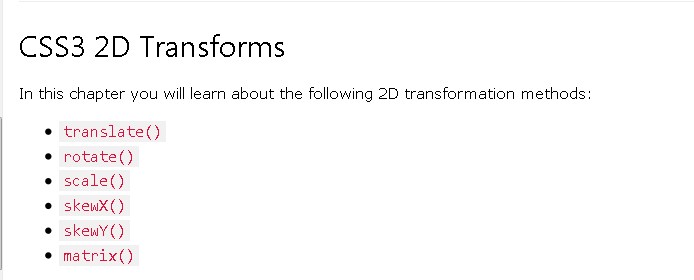 CSS3 2D Transforms
In this chapter you will learn about the following 2D transformation methods:
• translate()
• rotate()
• scale()
• skewX()
• skewY()
• matrix()